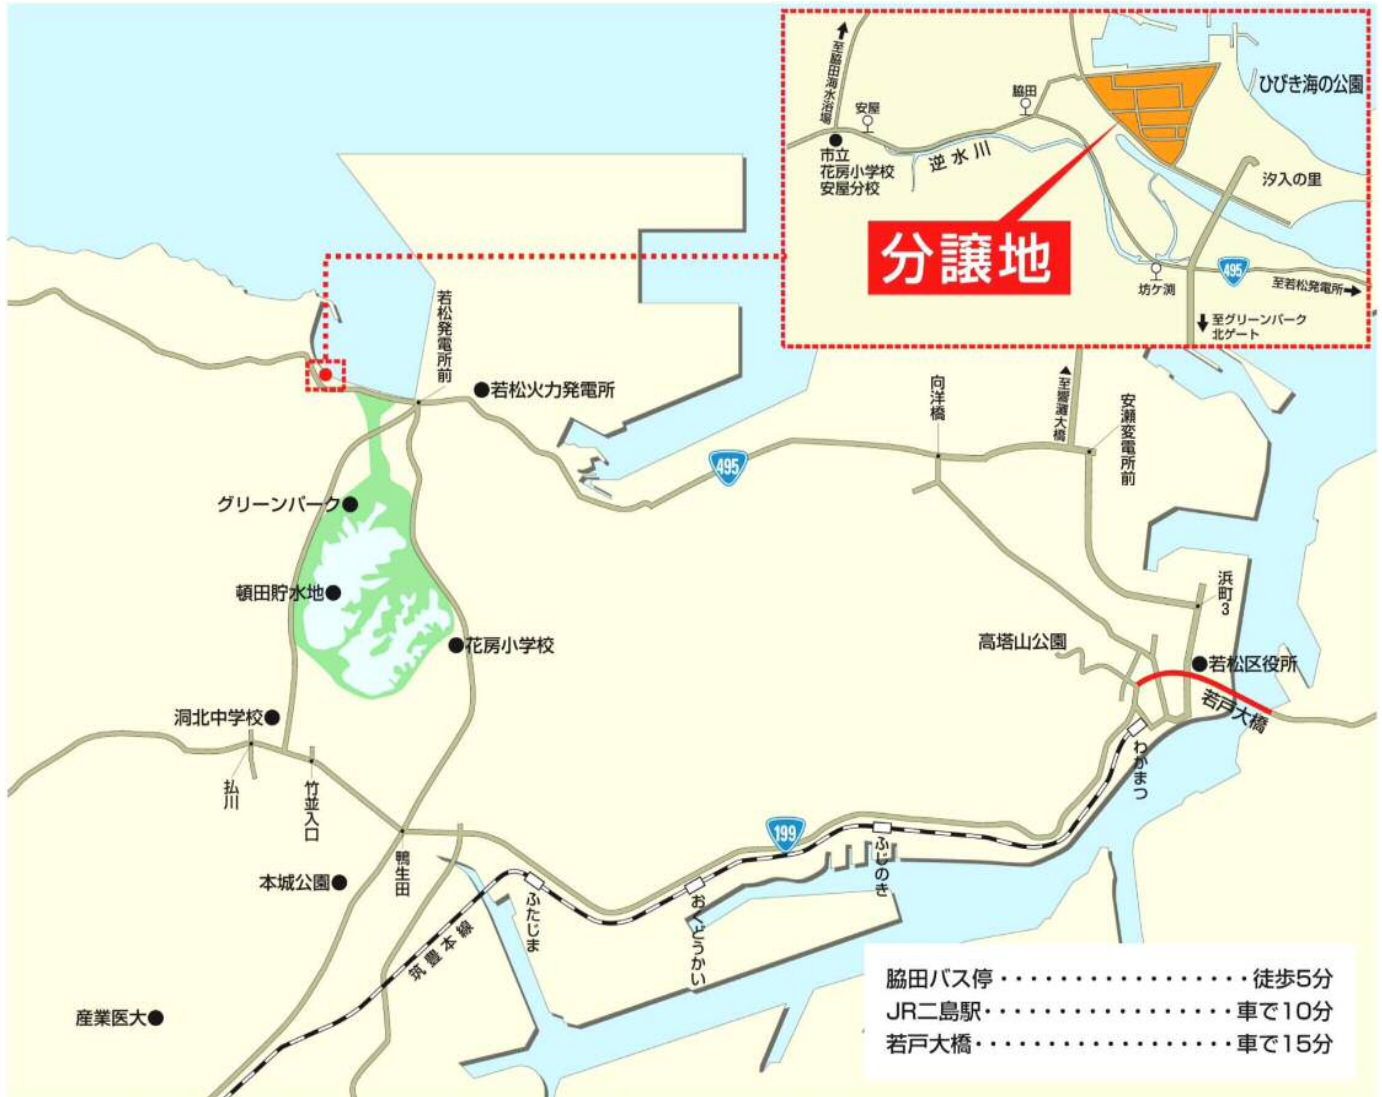 至脇田海水浴場
安屋
脇田
ひびき海の公園
市立
花房小学校
安屋分校
逆水川
汐入の里
分譲地
坊ケ渕
495
至若松発電所
至グリーンパーク
北ゲート
若松発電所前
若松火力発電所
向洋橋
至響灘大橋
安瀬変電所前
495
グリーンパーク
頓田貯水地
花房小学校
浜町3
高塔山公園
若松区役所
若戸大橋
洞北中学校
払川
竹並入口
わかまつ
199
ふじのき
鴨生田
本城公園
ふたじま
おくどうかい
筑豊本線
産業医大
脇田バス停・・・・・・・・・・・・・・・・・・徒歩5分
JR二島駅・・・・・・・・・・・・・・・・・・車で10分
若戸大橋・・・・・・・・・・・・・・・・・・車で15分